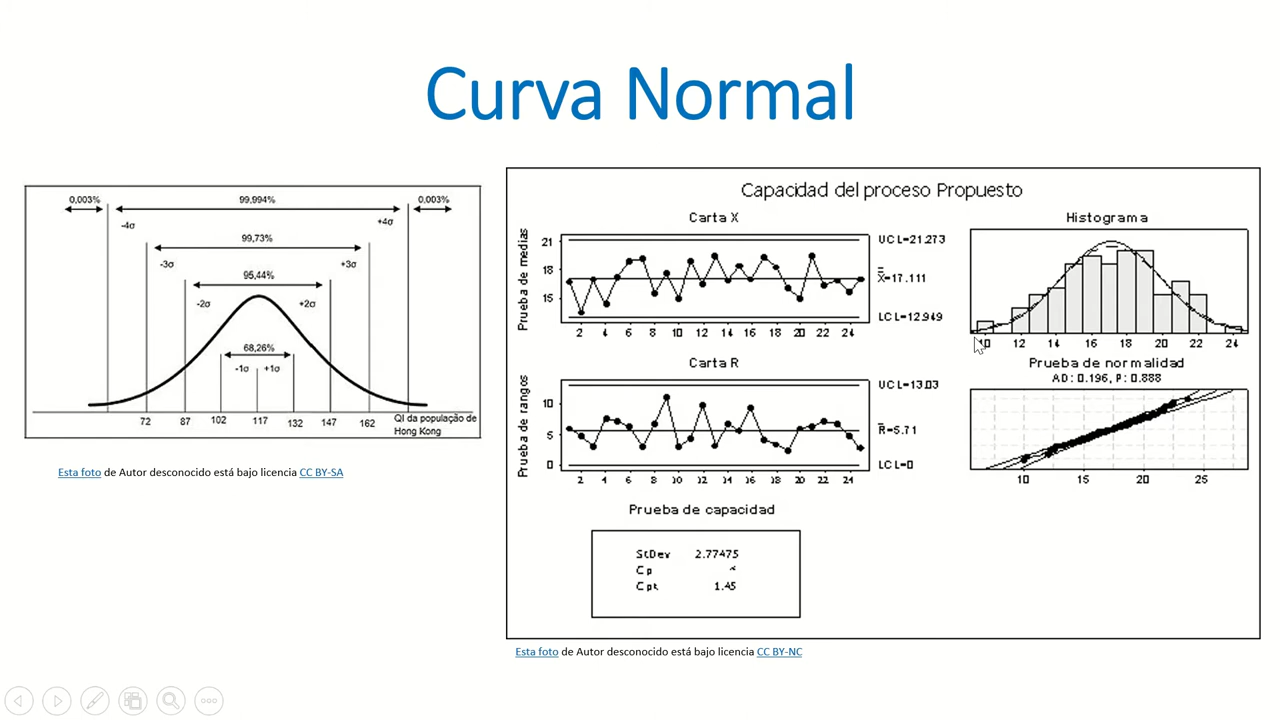 Curva Normal
0,003%
99,994%
0,003%
-4σ
+4σ
99,73%
-3σ
+3σ
95,44%
-2σ
+2σ
68,26%
-1σ
+1σ
72
87
102
117
132
147
162
QI da população de
Hong Kong
Esta foto de Autor desconocido está bajo licencia CC BY-SA
Capacidad del proceso Propuesto
Carta X
Prueba de medias
21
18
15
UCL=21.273
X=17.111
LCL=12.949
2 4 6 8 10 12 14 16 18 20 22 24
Histograma
10 12 14 16 18 20 22 24
Carta R
Prueba de rangos
10
5
0
UCL=13.03
R=5.71
LCL=0
2 4 6 8 10 12 14 16 18 20 22 24
Prueba de normalidad
AD: 0.196, P: 0.888
10 15 20 25
Prueba de capacidad
StDev 2.77475
Cp *
Cpk 1.45
Esta foto de Autor desconocido está bajo licencia CC BY-NC